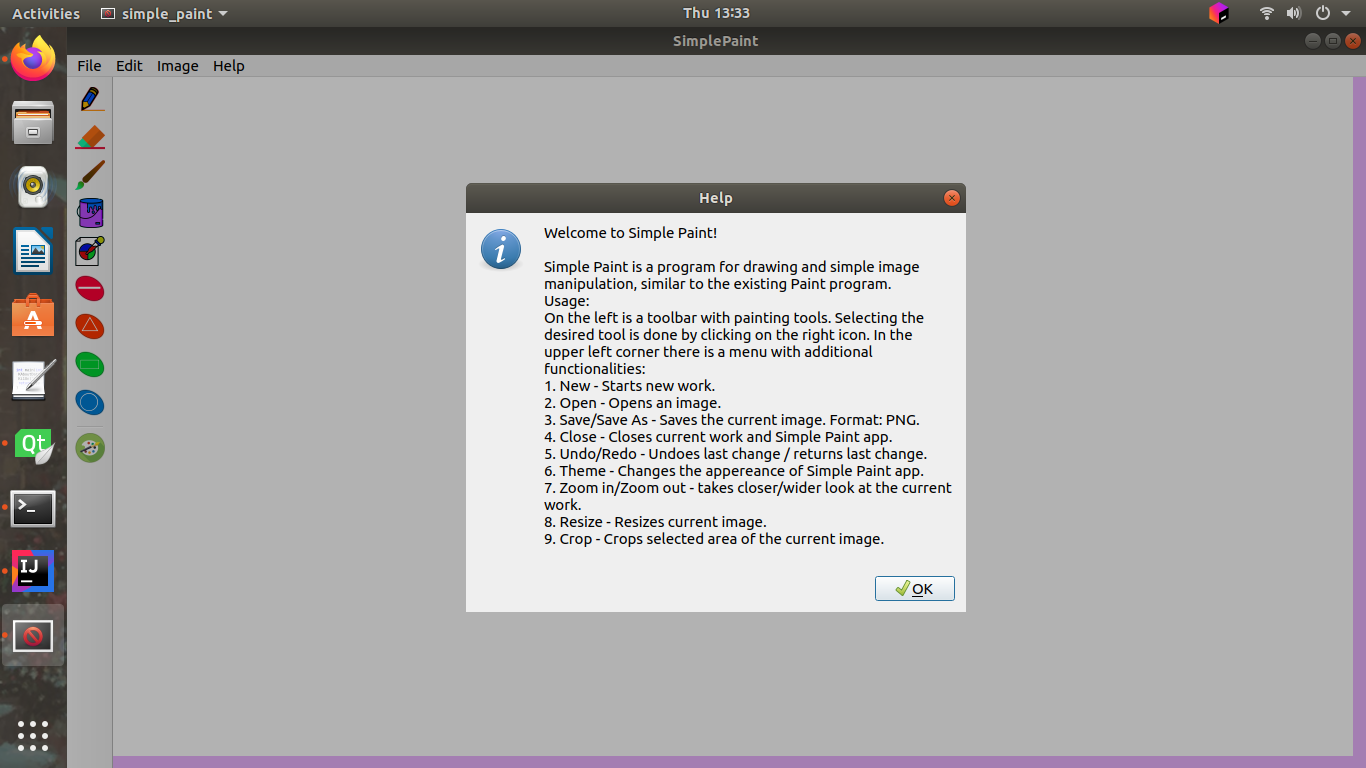 Activities
simple_paint
Thu 13:33
SimplePaint
File Edit Image Help
Help
Welcome to Simple Paint!
Simple Paint is a program for drawing and simple image
manipulation, similar to the existing Paint program.
Usage:
On the left is a toolbar with painting tools. Selecting the
desired tool is done by clicking on the right icon. In the
upper left corner there is a menu with additional
functionalities:
1. New - Starts new work.
2. Open - Opens an image.
3. Save/Save As - Saves the current image. Format: PNG.
4. Close - Closes current work and Simple Paint app.
5. Undo/Redo - Undoes last change / returns last change.
6. Theme - Changes the appereance of Simple Paint app.
7. Zoom in/Zoom out - takes closer/wider look at the current
work.
8. Resize - Resizes current image.
9. Crop - Crops selected area of the current image.
OK
Qt
IJ